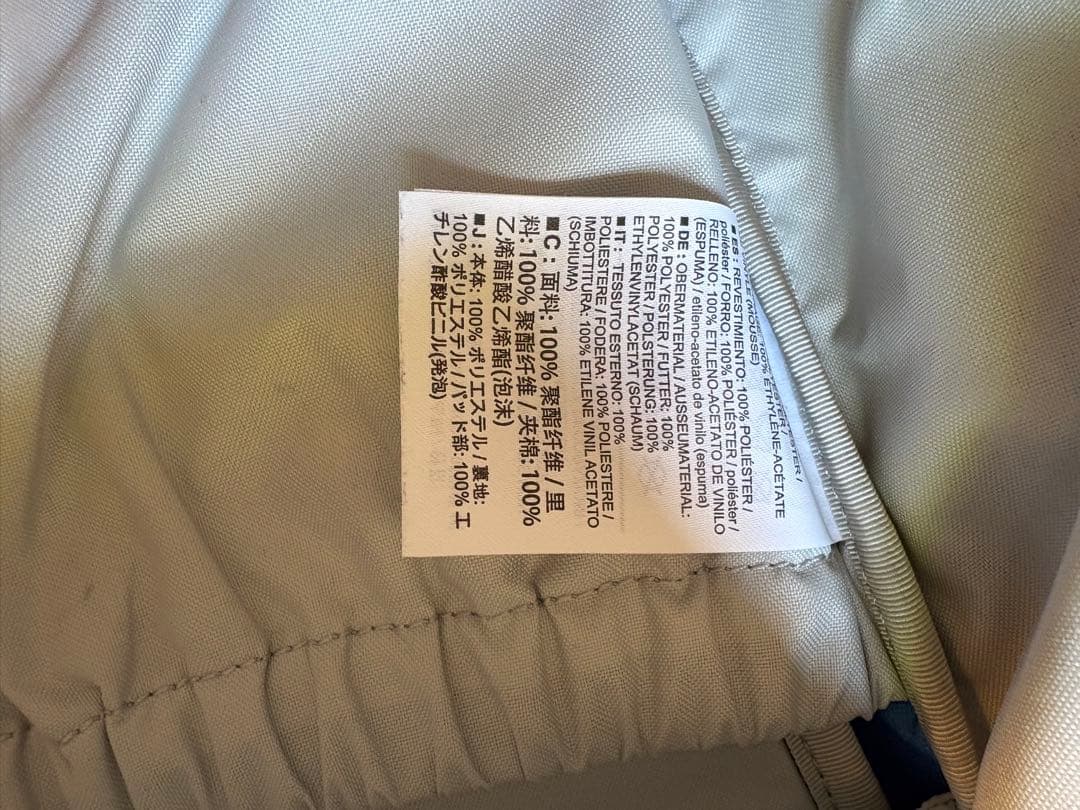 100% ÉTHYLÈNE-ACÉTATE
(MOUSSE)
■ ES : REVESTIMIENTO: 100% POLIÉSTER /
poliéster / FORRO: 100% POLIÉSTER / poliéster /
RELLENO: 100% ETILENO-ACETATO DE VINILO
(ESPUMA) / etileno-acetato de vinilo (espuma)
■ DE : OBERMATERIAL / AUSSEUMATERIAL:
100% POLYESTER / FUTTER: 100%
POLYESTER / POLSTERUNG: 100%
ETHYLENVINYLACETAT (SCHAUM)
■ IT : TESSUTO ESTERNO: 100%
POLIESTERE / FODERA: 100% POLIESTERE /
IMBOTTITURA: 100% ETILENE VINIL ACETATO
(SCHIUMA)
■C : 面料: 100% 聚酯纤维 / 里
料: 100% 聚酯纤维 / 夹棉: 100%
乙烯醋酸乙烯酯(泡沫)
■J : 本体: 100% ポリエステル / 裏地:
100% ポリエステル / パッド部: 100% エ
チレン酢酸ビニル(発泡)